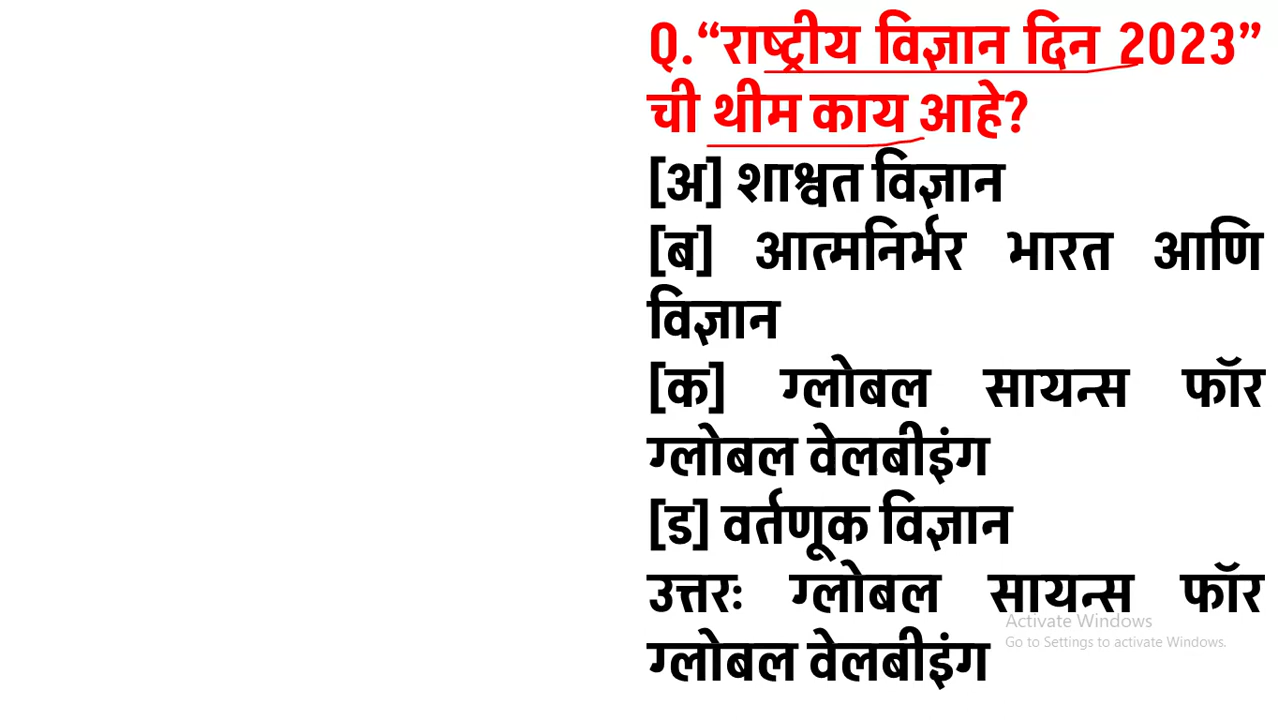 Q.“राष्ट्रीय विज्ञान दिन 2023”
ची थीम काय आहे?
[अ] शाश्वत विज्ञान
[ब] आत्मनिर्भर भारत आणि
विज्ञान
[क] ग्लोबल सायन्स फॉर
ग्लोबल वेलबीइंग
[ड] वर्तणूक विज्ञान
उत्तरः ग्लोबल सायन्स फॉर
ग्लोबल वेलबीइंग
Activate Windows
Go to Settings to activate Windows.